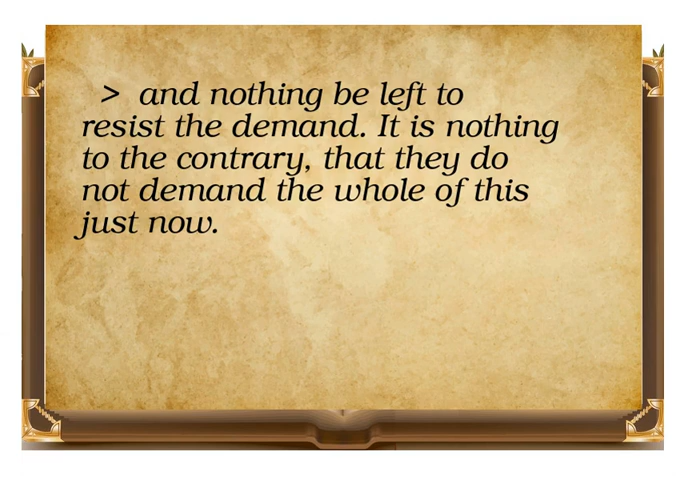 > and nothing be left to
resist the demand. It is nothing
to the contrary, that they do
not demand the whole of this
just now.